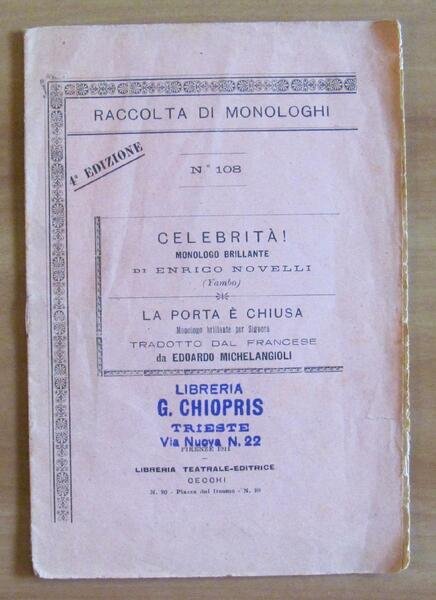 RACCOLTA DI MONOLOGHI
4ª EDIZIONE
N° 108
CELEBRITÀ!
MONOLOGO BRILLANTE
DI ENRICO NOVELLI
(Yambo)
LA PORTA È CHIUSA
Monologo brillante per Signora
TRADOTTO DAL FRANCESE
da EDOARDO MICHELANGIOLI
LIBRERIA
G. CHIOPRIS
TRIESTE
Via Nuova N. 22
FIRENZE 1911
LIBRERIA TEATRALE-EDITRICE
CECCHI
N. 20 - Piazza del Duomo - N. 20